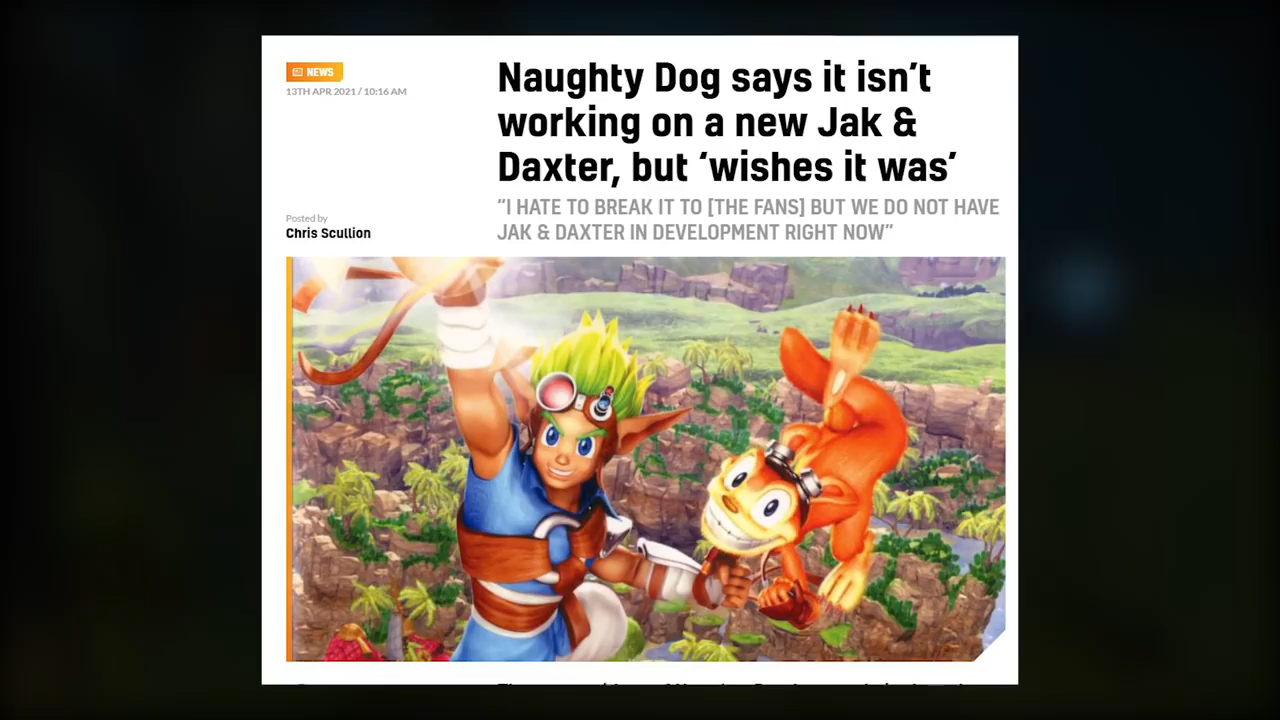 NEWS
13TH APR 2021 / 10:16 AM
Naughty Dog says it isn't
working on a new Jak &
Daxter, but ‘wishes it was’
“I HATE TO BREAK IT TO [THE FANS] BUT WE DO NOT HAVE
JAK & DAXTER IN DEVELOPMENT RIGHT NOW”
Posted by
Chris Scullion